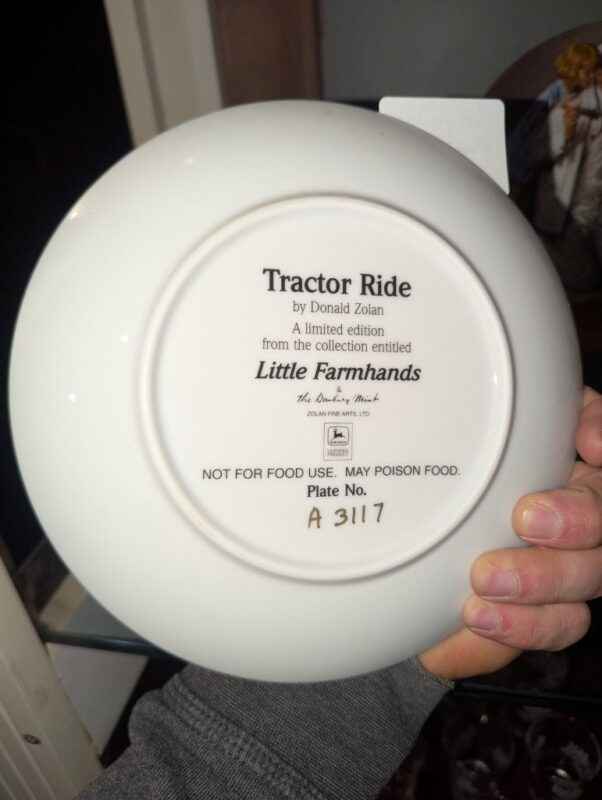 Tractor Ride
by Donald Zolan
A limited edition
from the collection entitled
Little Farmhands
&
The Danbury Mint
ZOLAN FINE ARTS, LTD.
NOT FOR FOOD USE. MAY POISON FOOD.
Plate No.
A 3117